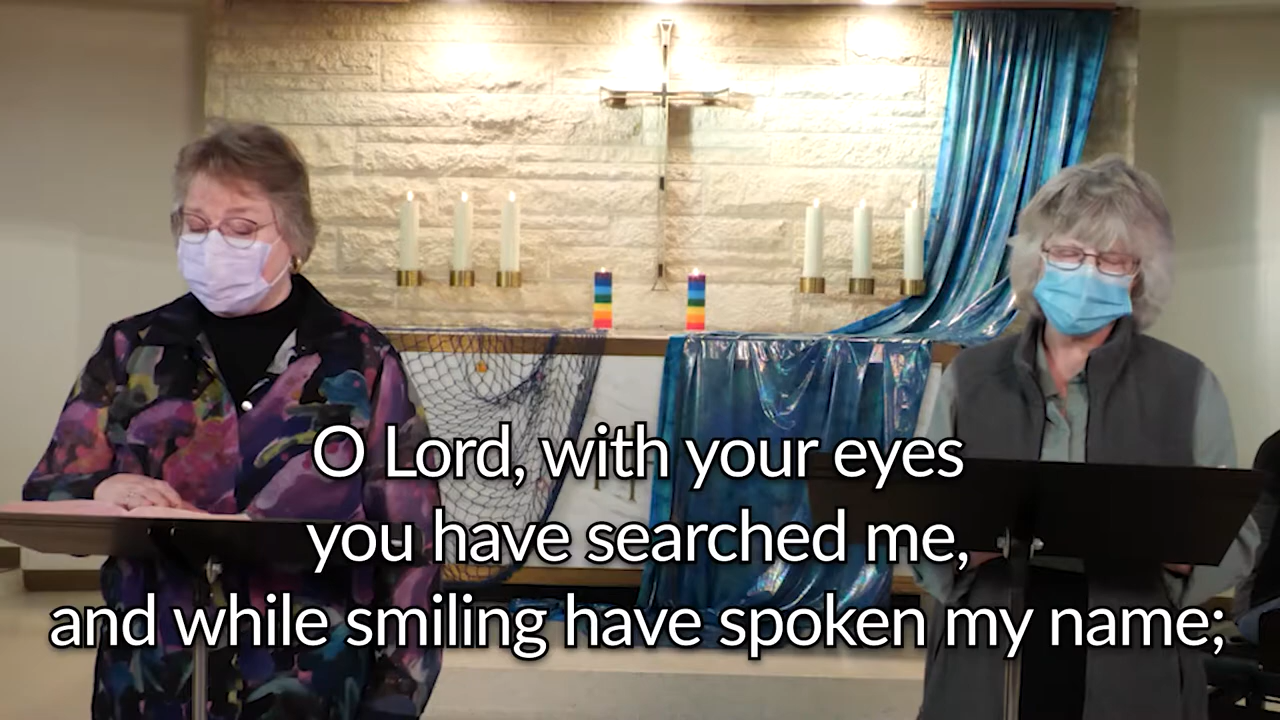 O Lord, with your eyes
you have searched me,
and while smiling have spoken my name;